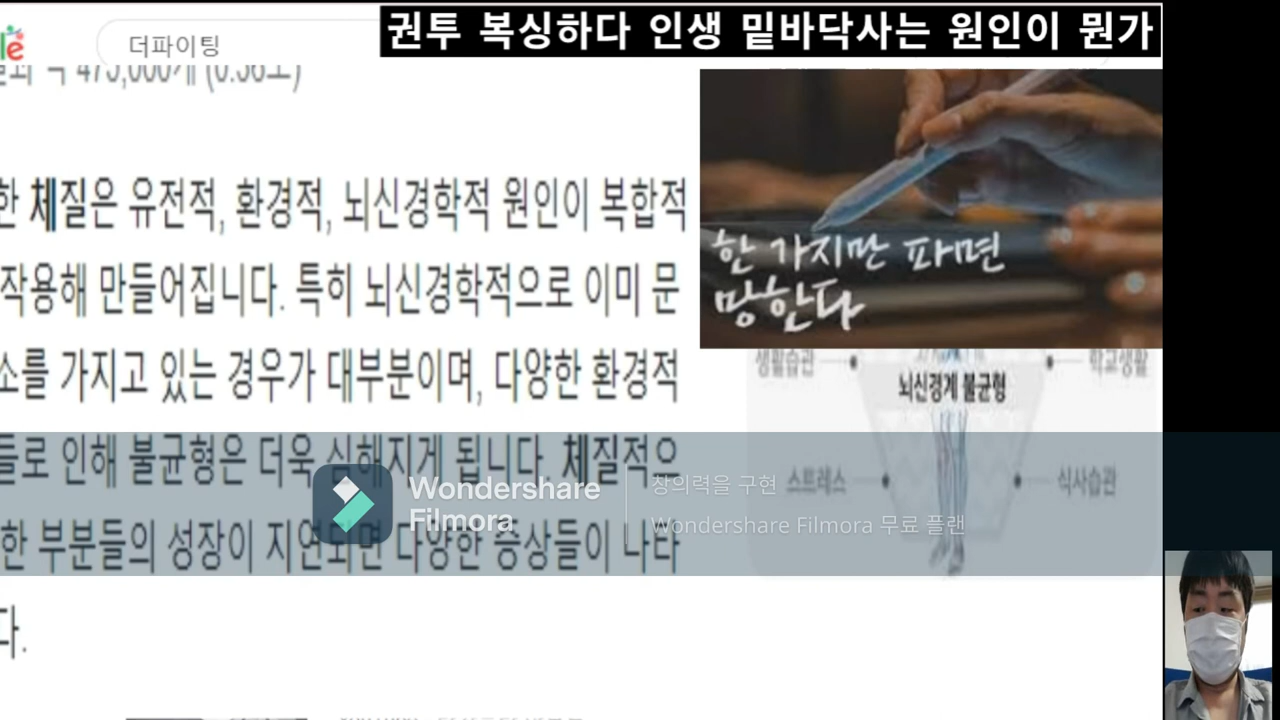 더파이팅
권투 복싱하다 인생 밑바닥사는 원인이 뭔가
한 체질은 유전적, 환경적, 뇌신경학적 원인이 복합적
작용해 만들어집니다. 특히 뇌신경학적으로 이미 문
소를 가지고 있는 경우가 대부분이며, 다양한 환경적
들로 인해 불균형은 더욱 심해지게 됩니다. 체질적으
한 부분들의 성장이 지연되면 다양한 증상들이 나타
다.
한 가지만 파면
망한다
생활습관
학교생활
뇌신경계 불균형
스트레스
식사습관
Wondershare
Filmora
창의력을 구현
Wondershare Filmora 무료 플랜